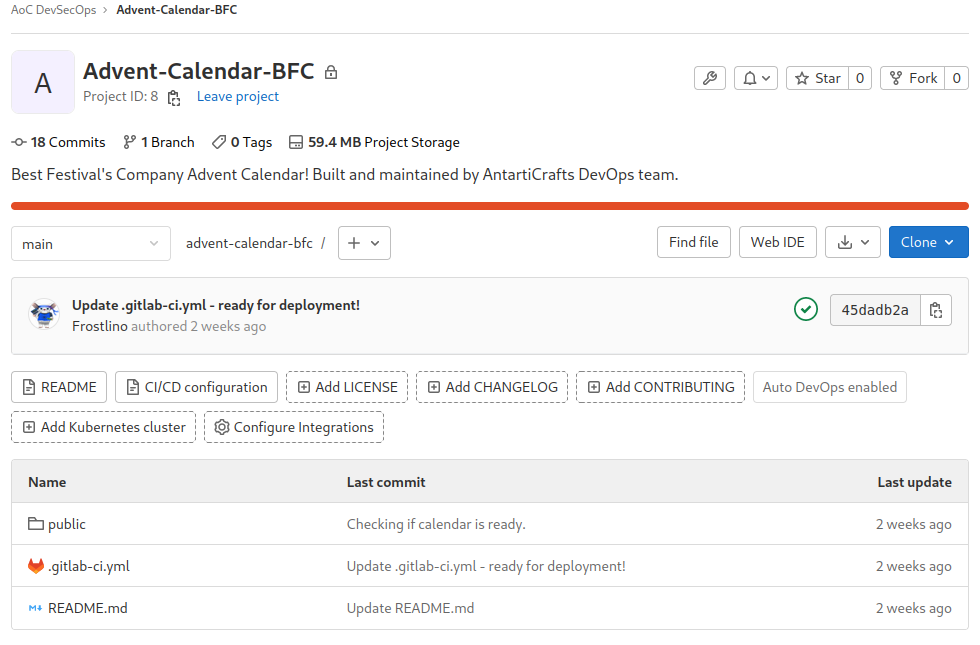 AoC DevSecOps › Advent-Calendar-BFC
A
Advent-Calendar-BFC
Project ID: 8 Leave project
Star 0 Fork 0
18 Commits 1 Branch 0 Tags 59.4 MB Project Storage
Best Festival's Company Advent Calendar! Built and maintained by AntartiCrafts DevOps team.
main advent-calendar-bfc / + Find file Web IDE Clone
Update .gitlab-ci.yml - ready for deployment!
Frostlino authored 2 weeks ago
45dadb2a
README CI/CD configuration Add LICENSE Add CHANGELOG Add CONTRIBUTING Auto DevOps enabled
Add Kubernetes cluster Configure Integrations
Name Last commit Last update
public Checking if calendar is ready. 2 weeks ago
.gitlab-ci.yml Update .gitlab-ci.yml - ready for deployment! 2 weeks ago
README.md Update README.md 2 weeks ago